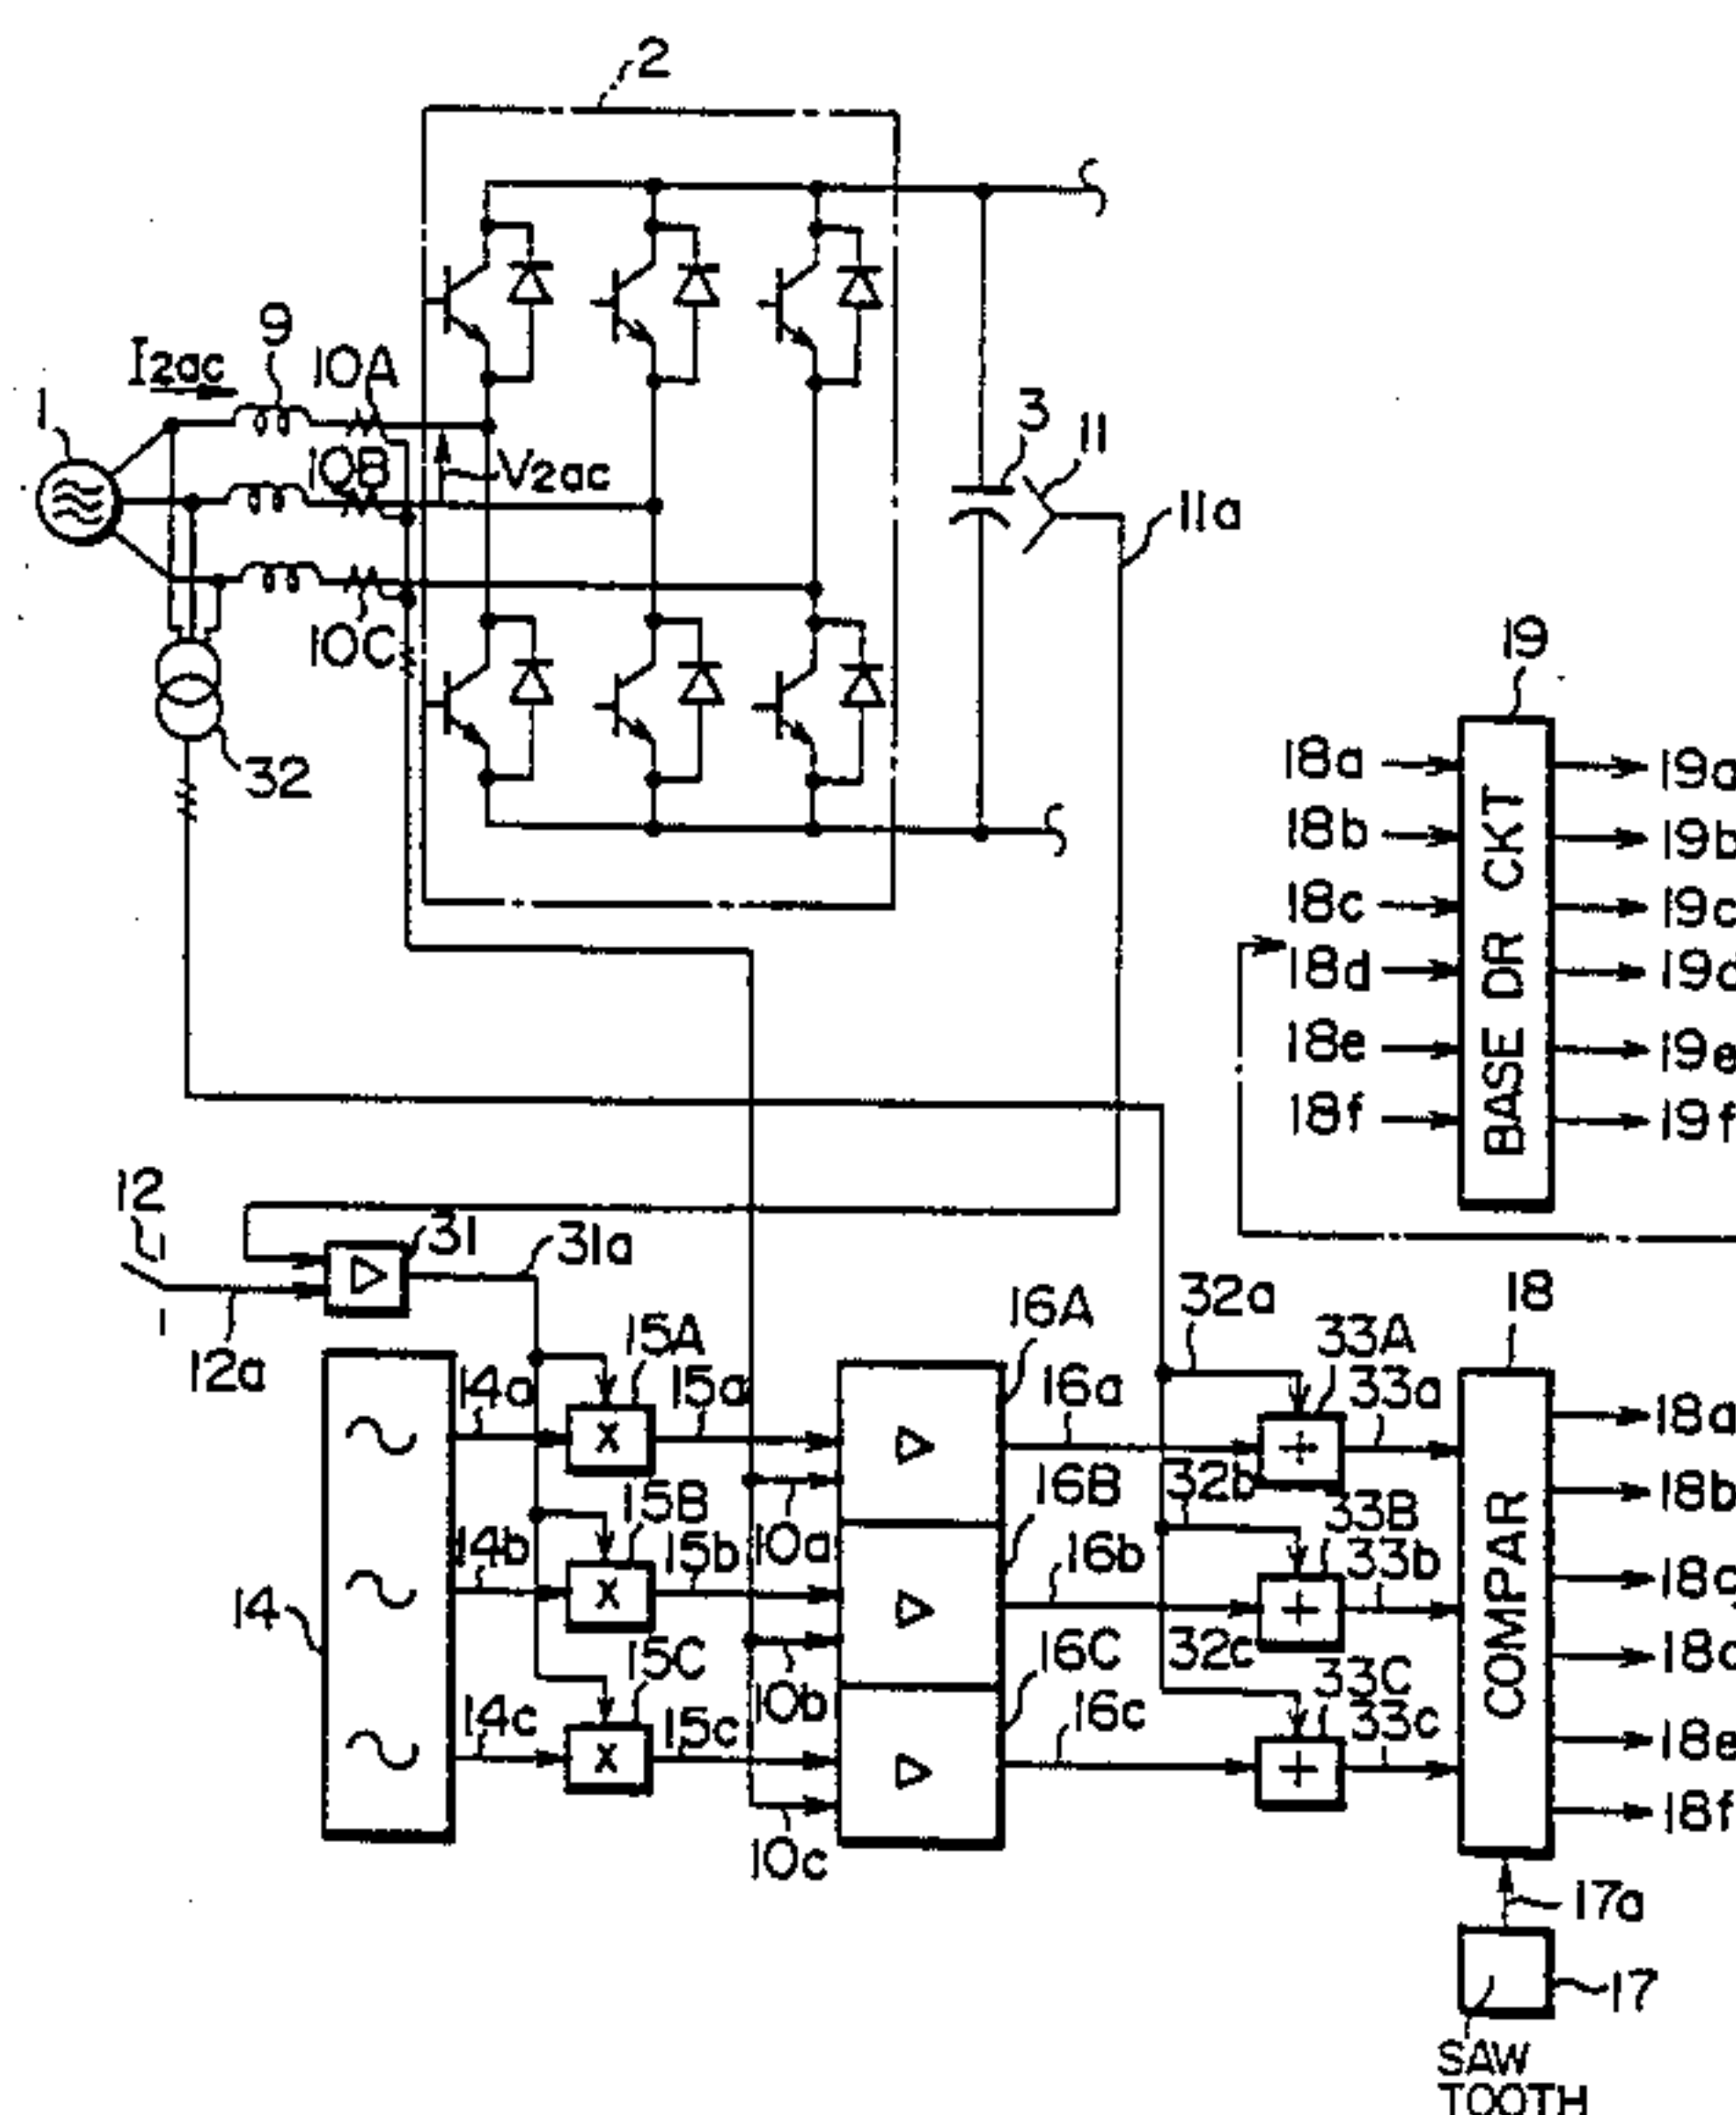 2
I2ac
9
10A
1
10B
V2ac
3
11
11a
10C
32
19
18a
19a
18b
19b
18c
19c
BASE DR CKT
18d
19d
18e
19e
18f
19f
12
31
31a
12a
14
14a
15A
15a
10a
14b
15B
15b
10b
14c
15C
15c
10c
16A
16a
16B
16b
16C
16c
32a
33A
33a
32b
33B
33b
32c
33C
33c
18
COMPAR
18a
18b
18c
18d
18e
18f
17a
17
SAW
TOOTH